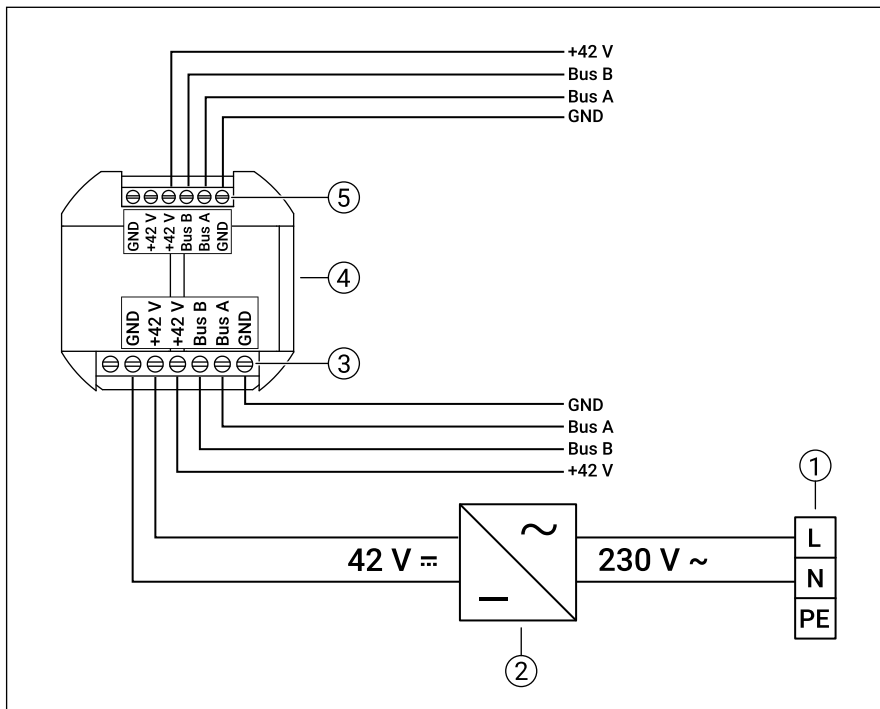 +42 V
Bus B
Bus A
GND
5
GND
+42 V
+42 V
Bus B
Bus A
GND
4
GND
+42 V
+42 V
Bus B
Bus A
GND
3
GND
Bus A
Bus B
+42 V
1
42 V ⎓
~
230 V ~
L
N
PE
2